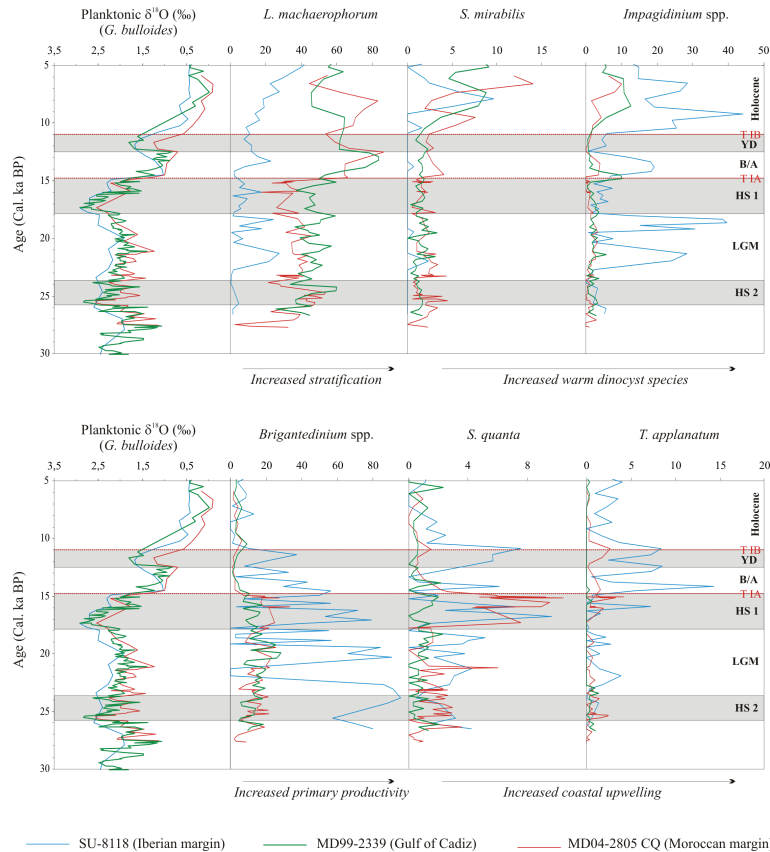 Planktonic δ¹⁸O (‰) L. machaerophorum S. mirabilis Impagidinium spp.
(G. bulloides)
3,5 2,5 1,5 0,5 0 20 40 60 80 100 0 5 10 15 0 10 20 30 40 50
5
10
15
20
25
30
Age (Cal. ka BP)
Holocene
T IB
YD
B/A
T IA
HS 1
LGM
HS 2
Increased stratification Increased warm dinocyst species
Planktonic δ¹⁸O (‰) Brigantedinium spp. S. quanta T. applanatum
(G. bulloides)
3,5 2,5 1,5 0,5 0 20 40 60 80 0 4 8 0 5 10 15 20
5
10
15
20
25
30
Age (Cal. ka BP)
Holocene
T IB
YD
B/A
T IA
HS 1
LGM
HS 2
Increased primary productivity Increased coastal upwelling
SU-8118 (Iberian margin) MD99-2339 (Gulf of Cadiz) MD04-2805 CQ (Moroccan margin